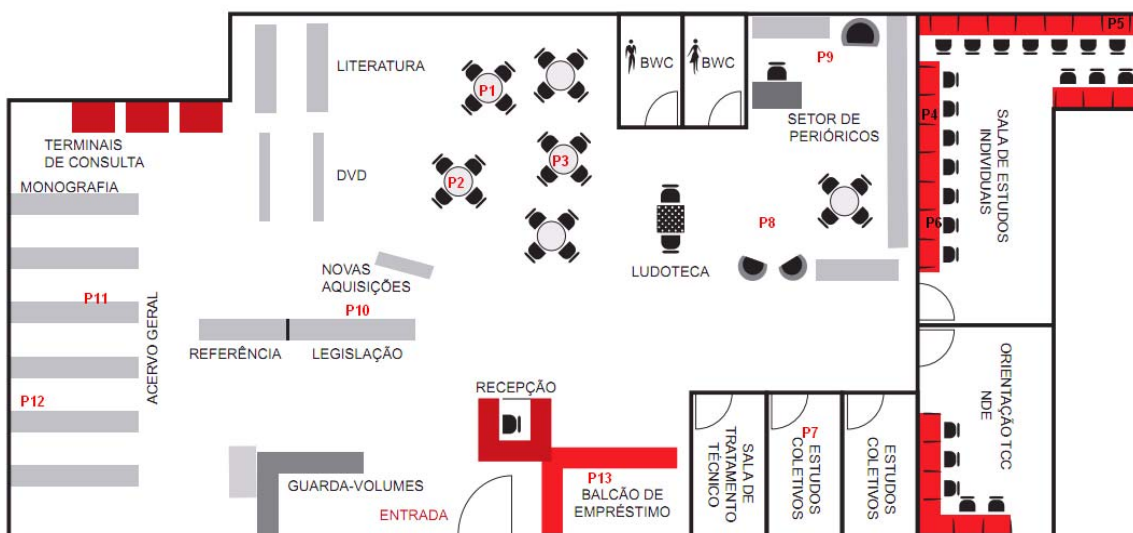 P5
P9
BWC
BWC
LITERATURA
P1
P4
SETOR DE
PERIÓRICOS
SALA DE ESTUDOS
INDIVIDUAIS
TERMINAIS
DE CONSULTA
MONOGRAFIA
DVD
P2
P3
P8
P6
LUDOTECA
NOVAS
AQUISIÇÕES
P11
P10
ACERVO GERAL
REFERÊNCIA
LEGISLAÇÃO
ORIENTAÇÃO TCC
NDE
P12
RECEPÇÃO
P7
SALA DE
TRATAMENTO
TÉCNICO
ESTUDOS
COLETIVOS
ESTUDOS
COLETIVOS
GUARDA-VOLUMES
P13
BALCÃO DE
EMPRÉSTIMO
ENTRADA